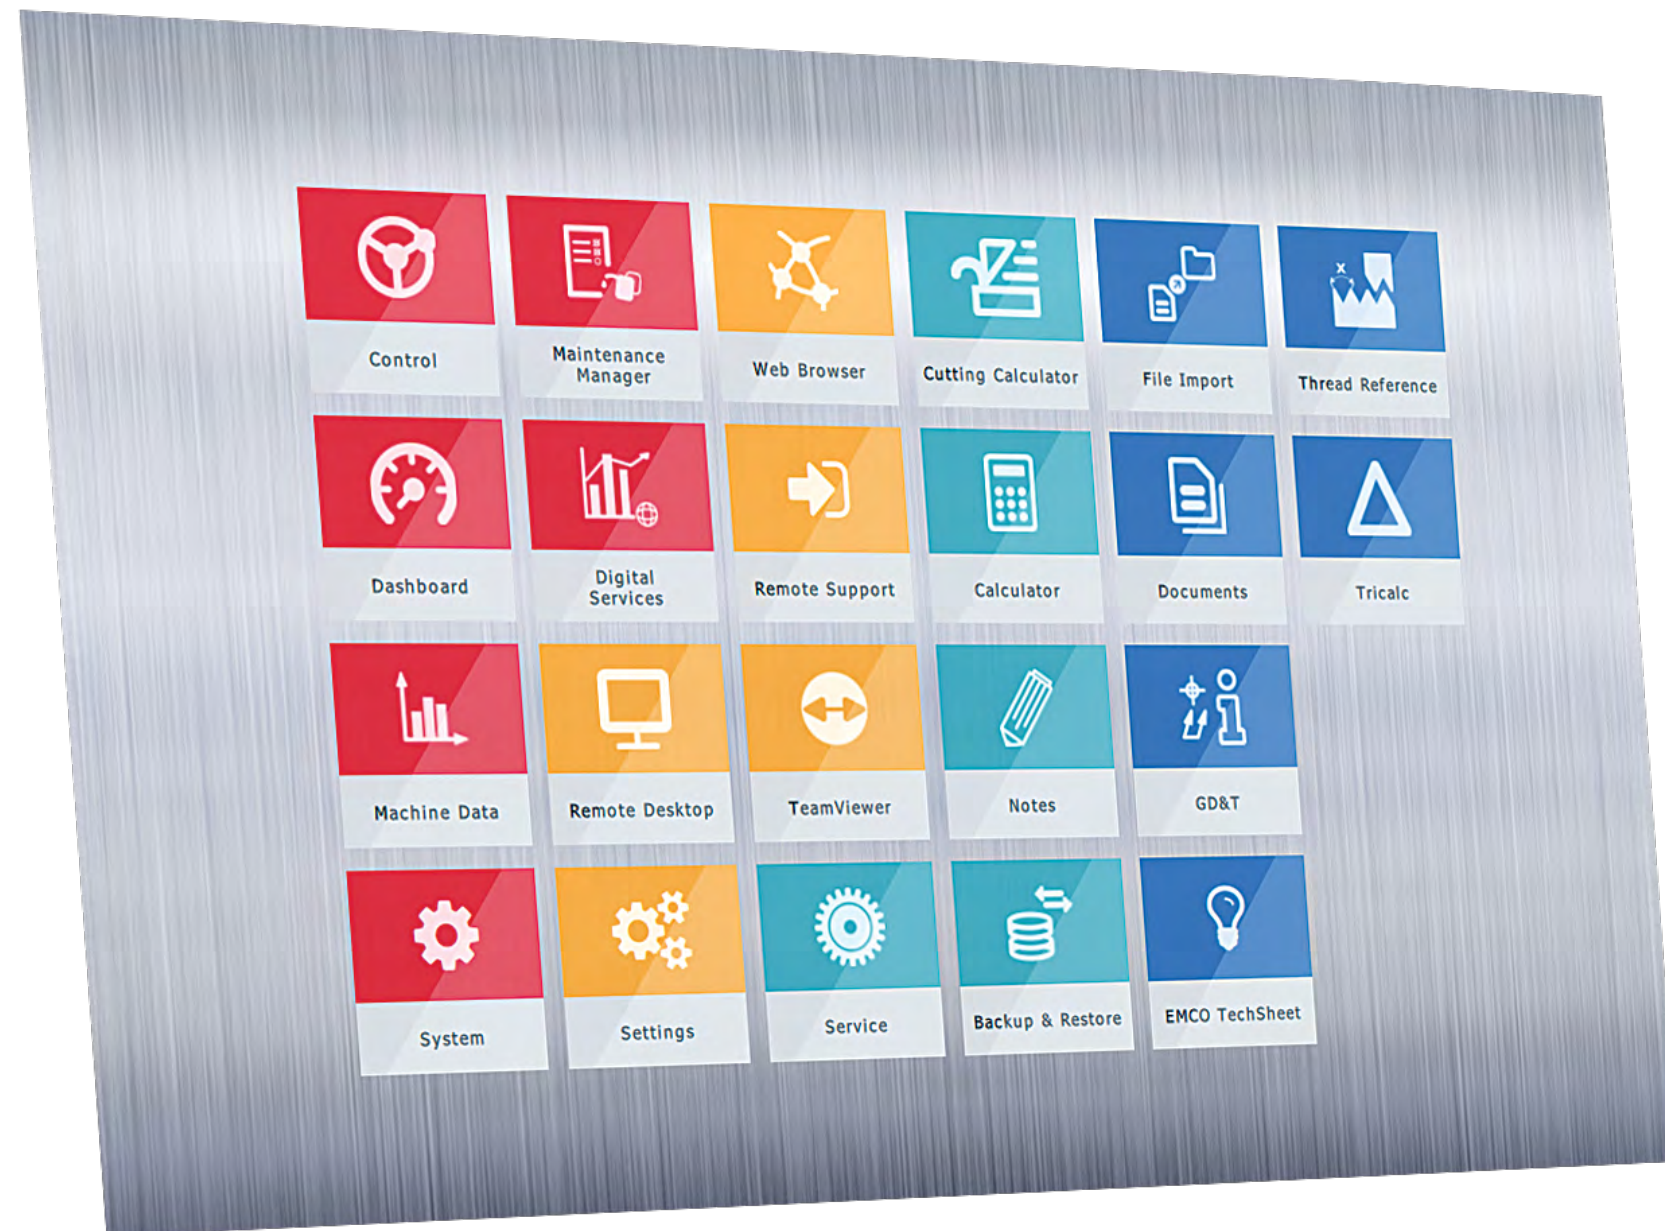 Control
Maintenance
Manager
Web Browser
Cutting Calculator
File Import
Thread Reference
x
Dashboard
Digital
Services
Remote Support
Calculator
Documents
Tricalc
Machine Data
Remote Desktop
TeamViewer
Notes
GD&T
System
Settings
Service
Backup & Restore
EMCO TechSheet